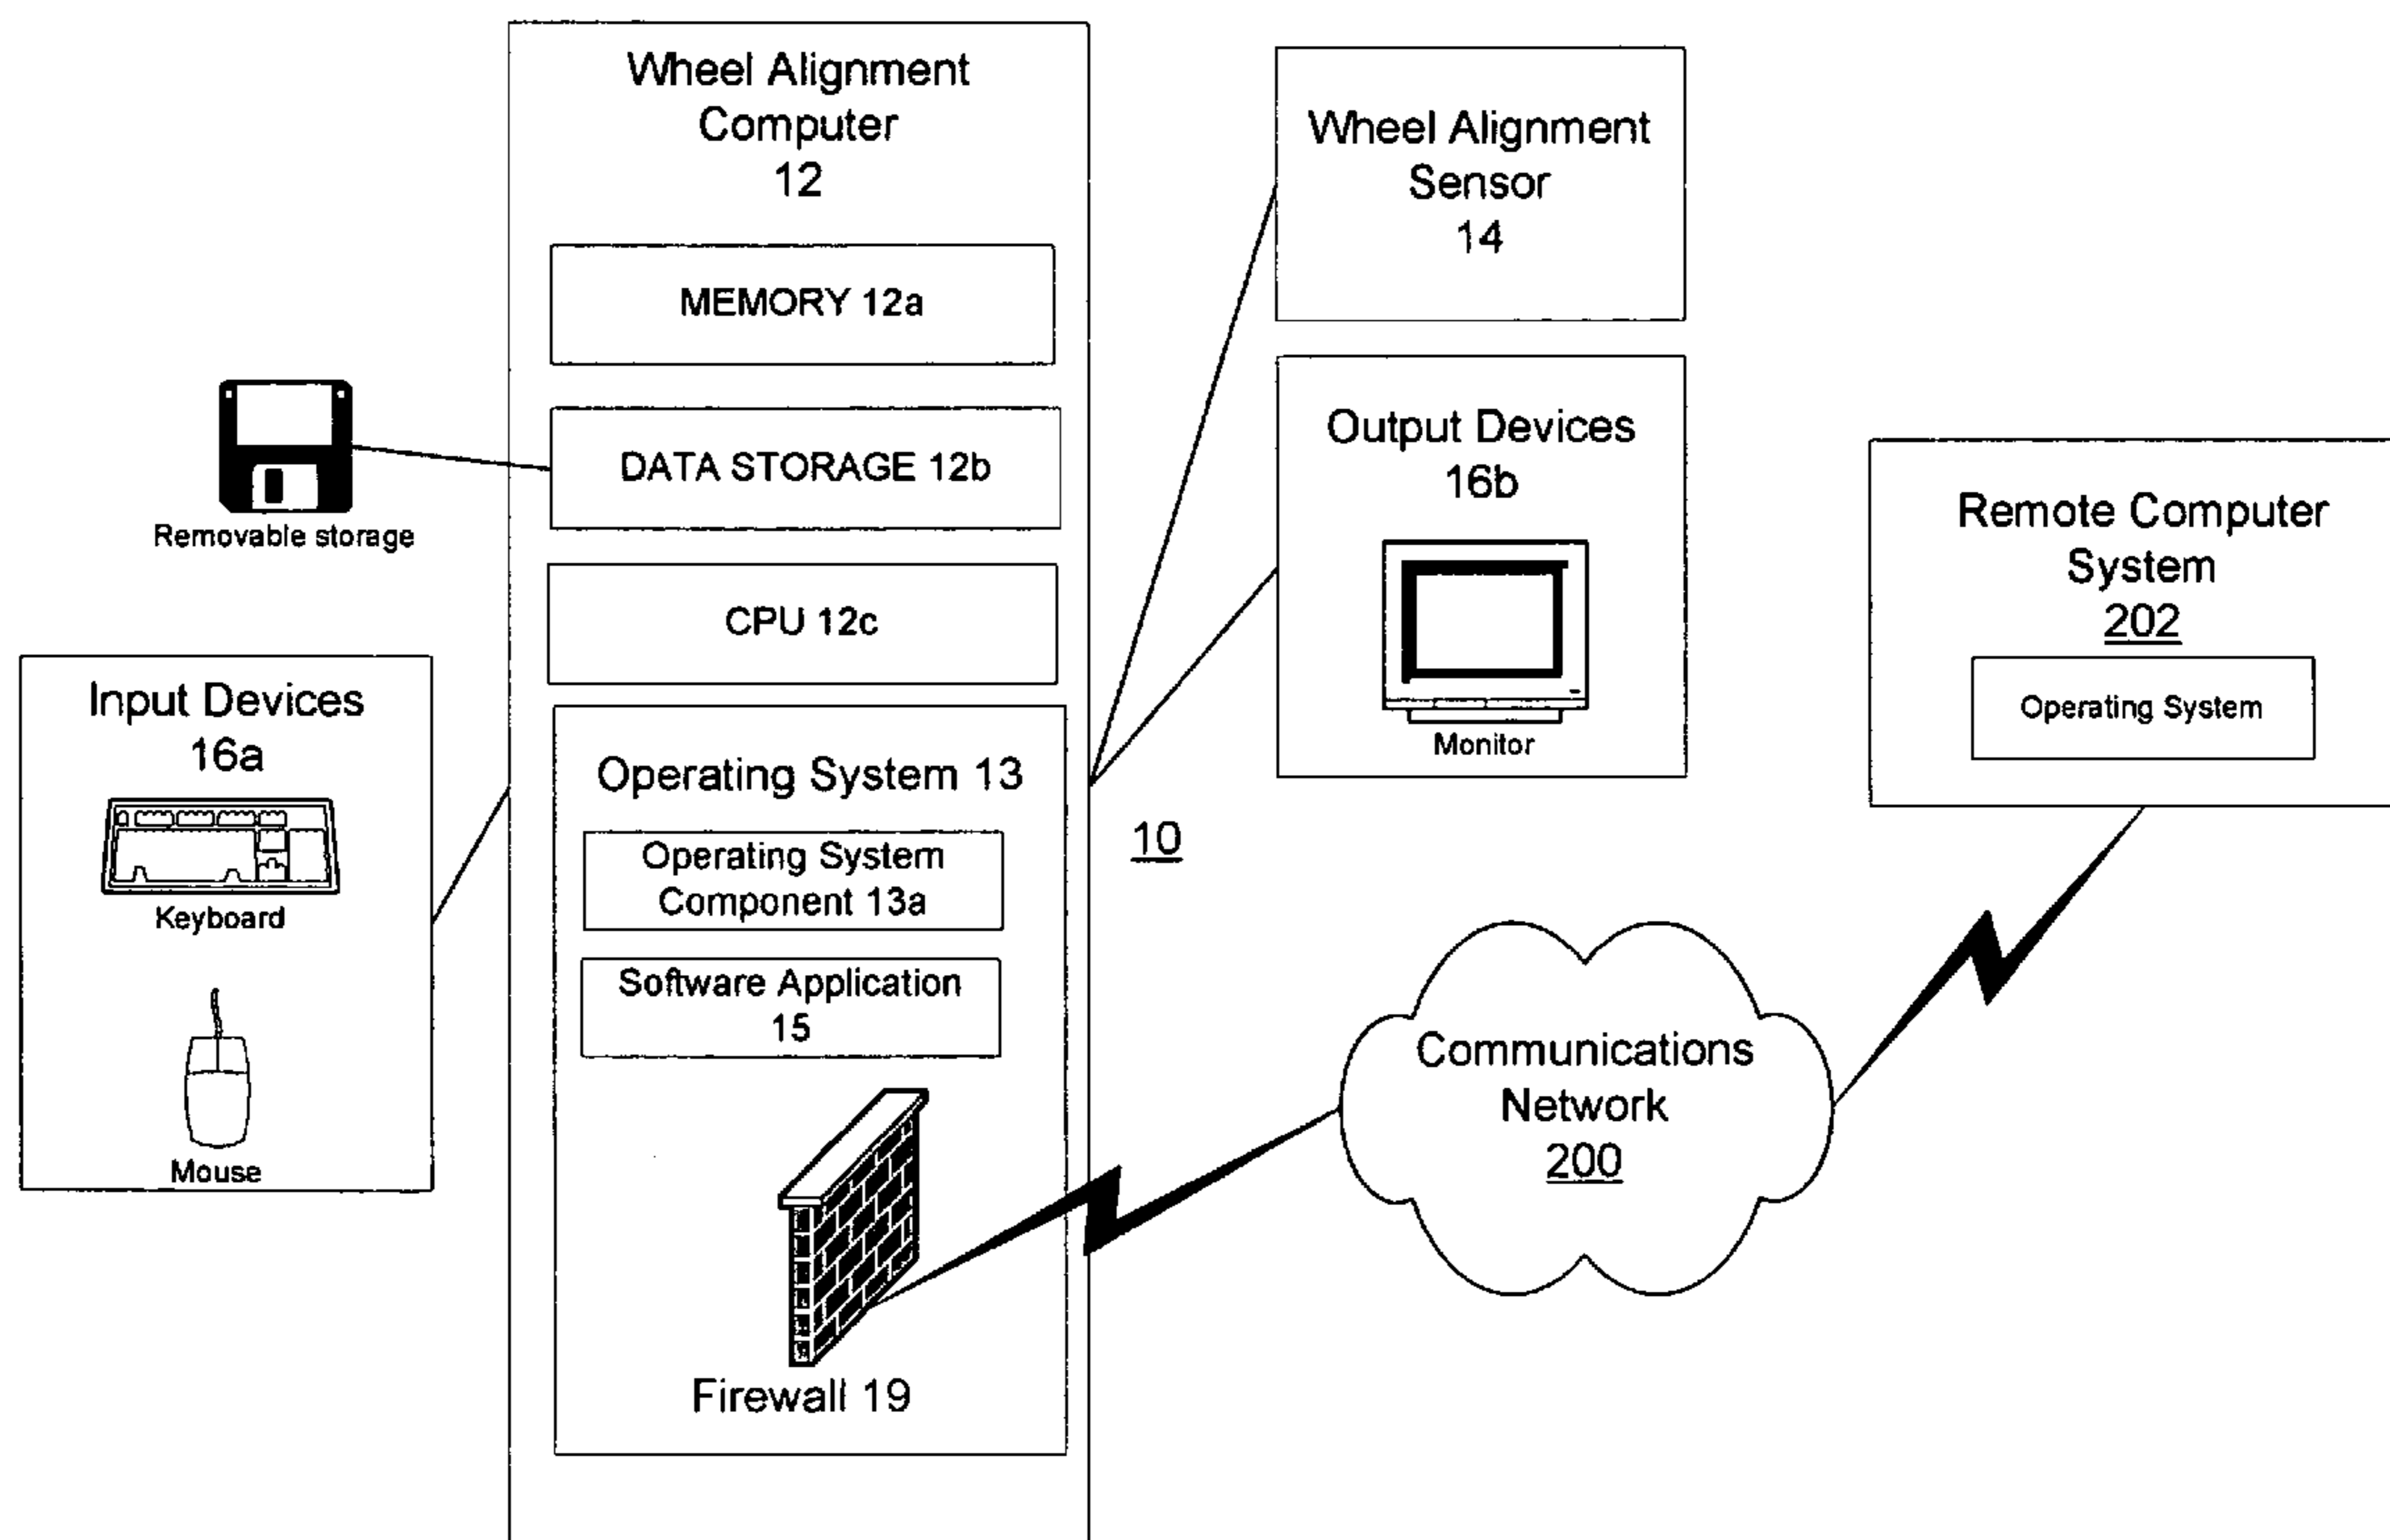 Wheel Alignment
Computer
12
MEMORY 12a
DATA STORAGE 12b
CPU 12c
Operating System 13
Operating System
Component 13a
Software Application
15
Firewall 19
Removable storage
Input Devices
16a
Keyboard
Mouse
Wheel Alignment
Sensor
14
Output Devices
16b
Monitor
10
Communications
Network
200
Remote Computer
System
202
Operating System